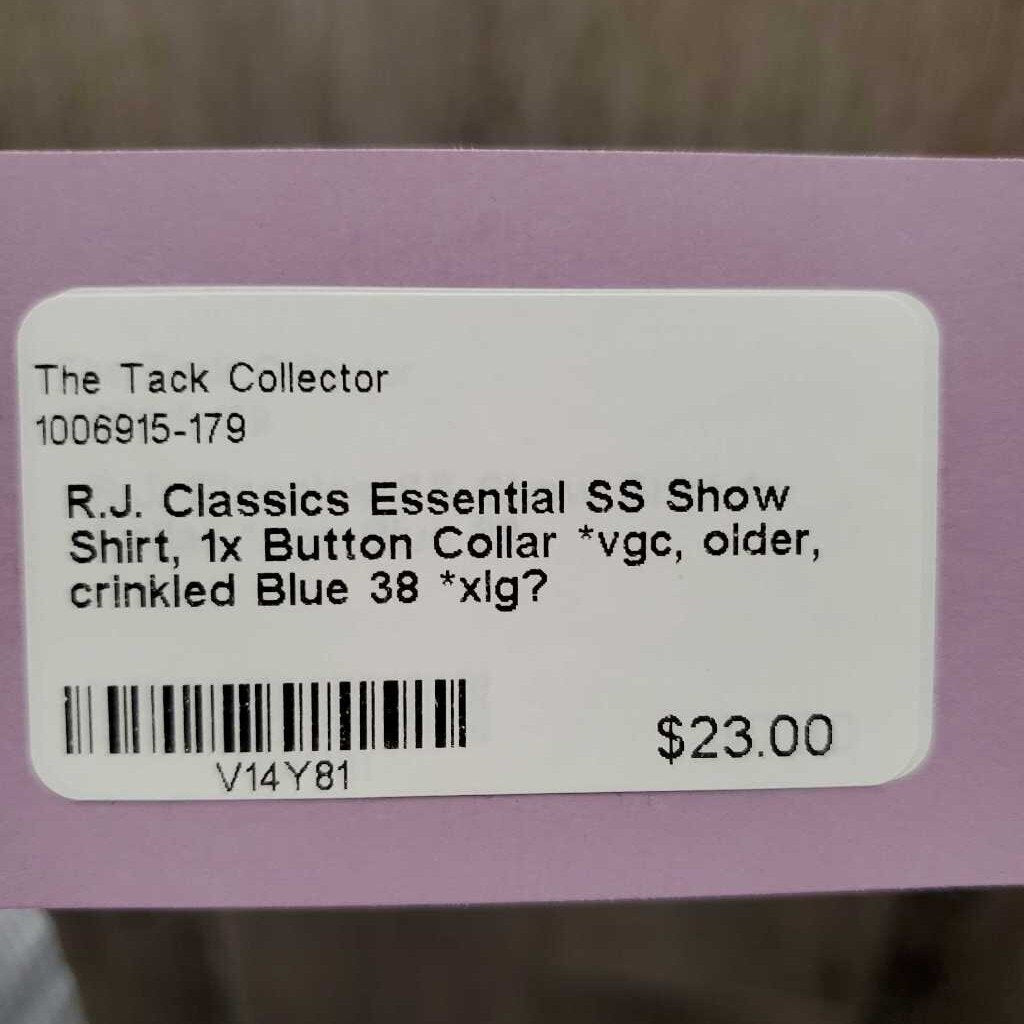 The Tack Collector
1006915-179
R.J. Classics Essential SS Show
Shirt, 1x Button Collar *vgc, older,
crinkled Blue 38 *xlg?
V14Y81
$23.00